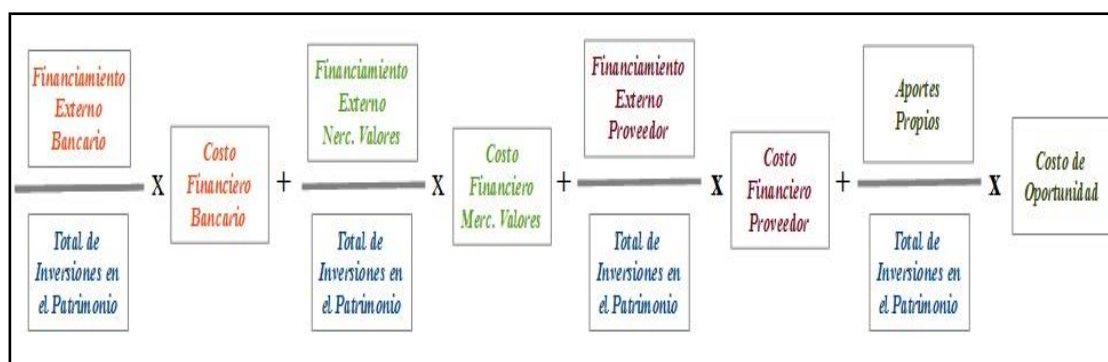 Financiamiento
Externo
Bancario
Total de
Inversiones en
el Patrimonio
x
Costo
Financiero
Bancario
+
Financiamiento
Externo
Nerc. Valores
Total de
Inversiones en
el Patrimonio
x
Costo
Financiero
Merc. Valores
+
Financiamiento
Externo
Proveedor
Total de
Inversiones en
el Patrimonio
x
Costo
Financiero
Proveedor
+
Aportes
Propios
Total de
Inversiones en
el Patrimonio
x
Costo de
Oportunidad